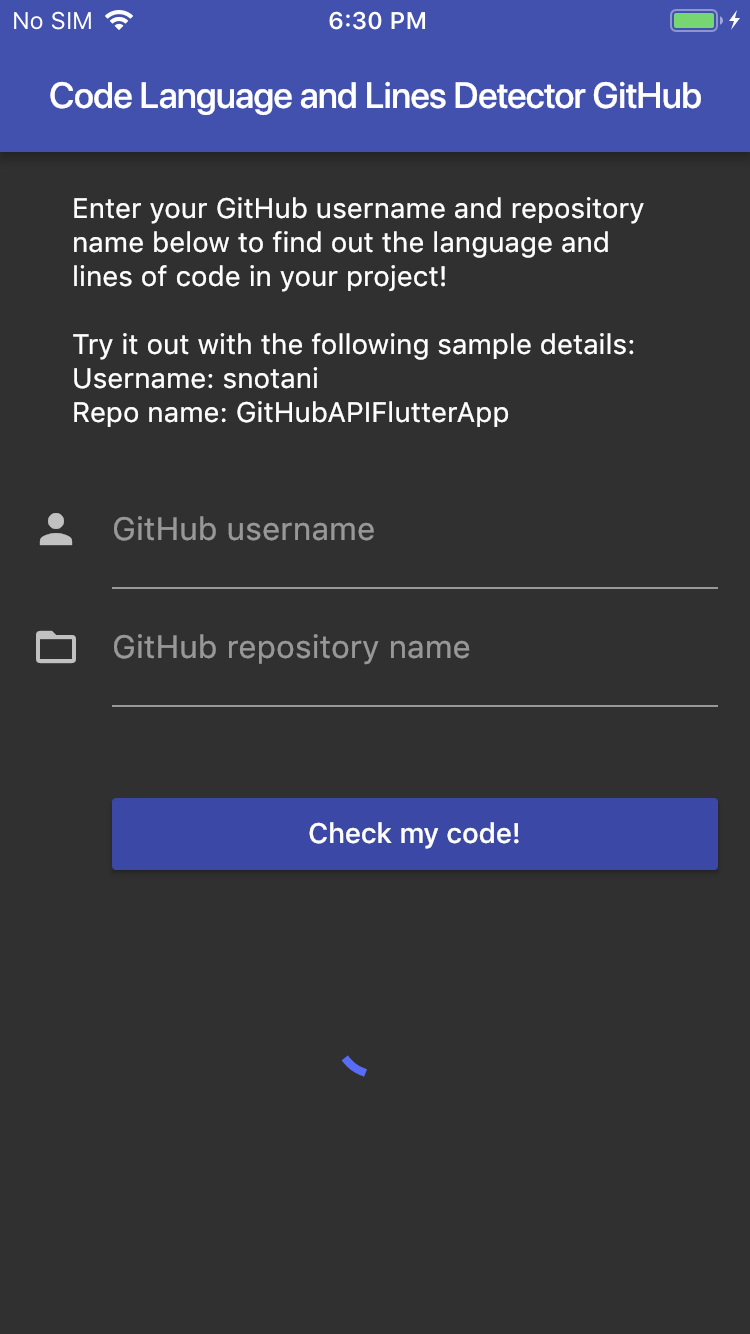 No SIM 6:30 PM
Code Language and Lines Detector GitHub
Enter your GitHub username and repository
name below to find out the language and
lines of code in your project!
Try it out with the following sample details:
Username: snotani
Repo name: GitHubAPIFlutterApp
GitHub username
GitHub repository name
Check my code!